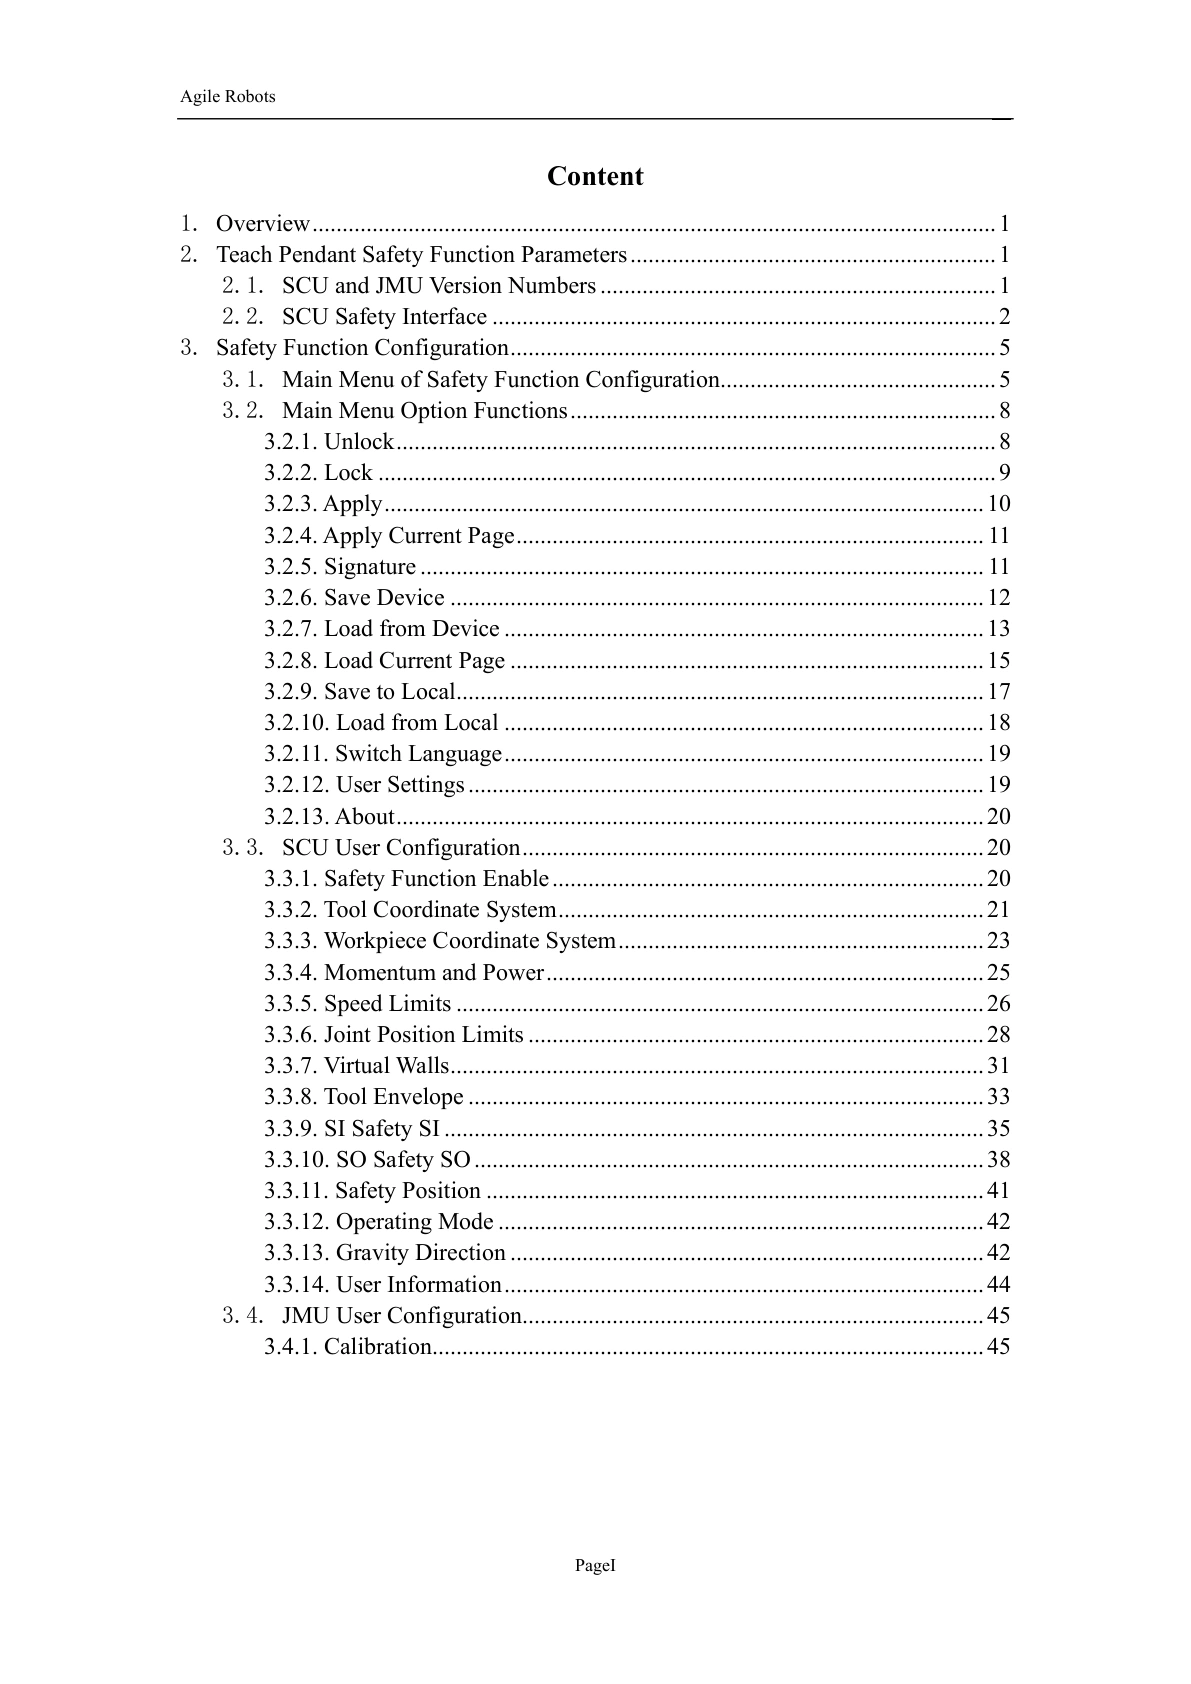 Agile Robots
Content
1. Overview........ 1
2. Teach Pendant Safety Function Parameters........ 1
2.1. SCU and JMU Version Numbers........ 1
2.2. SCU Safety Interface........ 2
3. Safety Function Configuration........ 5
3.1. Main Menu of Safety Function Configuration........ 5
3.2. Main Menu Option Functions........ 8
3.2.1. Unlock........ 8
3.2.2. Lock........ 9
3.2.3. Apply........ 10
3.2.4. Apply Current Page........ 11
3.2.5. Signature........ 11
3.2.6. Save Device........ 12
3.2.7. Load from Device........ 13
3.2.8. Load Current Page........ 15
3.2.9. Save to Local........ 17
3.2.10. Load from Local........ 18
3.2.11. Switch Language........ 19
3.2.12. User Settings........ 19
3.2.13. About........ 20
3.3. SCU User Configuration........ 20
3.3.1. Safety Function Enable........ 20
3.3.2. Tool Coordinate System........ 21
3.3.3. Workpiece Coordinate System........ 23
3.3.4. Momentum and Power........ 25
3.3.5. Speed Limits........ 26
3.3.6. Joint Position Limits........ 28
3.3.7. Virtual Walls........ 31
3.3.8. Tool Envelope........ 33
3.3.9. SI Safety SI........ 35
3.3.10. SO Safety SO........ 38
3.3.11. Safety Position........ 41
3.3.12. Operating Mode........ 42
3.3.13. Gravity Direction........ 42
3.3.14. User Information........ 44
3.4. JMU User Configuration........ 45
3.4.1. Calibration........ 45
PageI